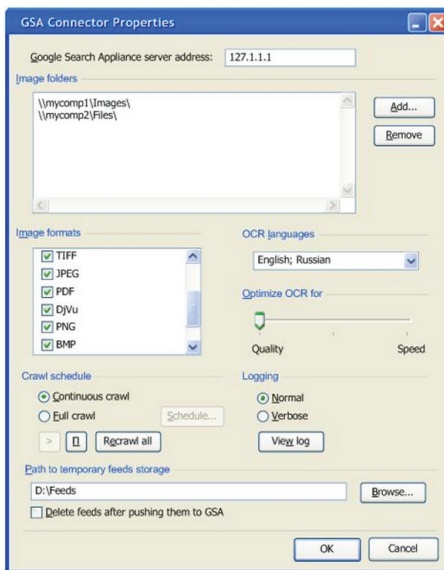 GSA Connector Properties
Google Search Appliance server address: 127.1.1.1
Image folders
\\mycomp1\Images\
\\mycomp2\Files\
Add...
Remove
Image formats
TIFF
JPEG
PDF
DjVu
PNG
BMP
OCR languages
English; Russian
Optimize OCR for
Quality Speed
Crawl schedule
Continuous crawl
Full crawl Schedule...
> Recrawl all
Logging
Normal
Verbose
View log
Path to temporary feeds storage
D:\Feeds Browse...
Delete feeds after pushing them to GSA
OK Cancel